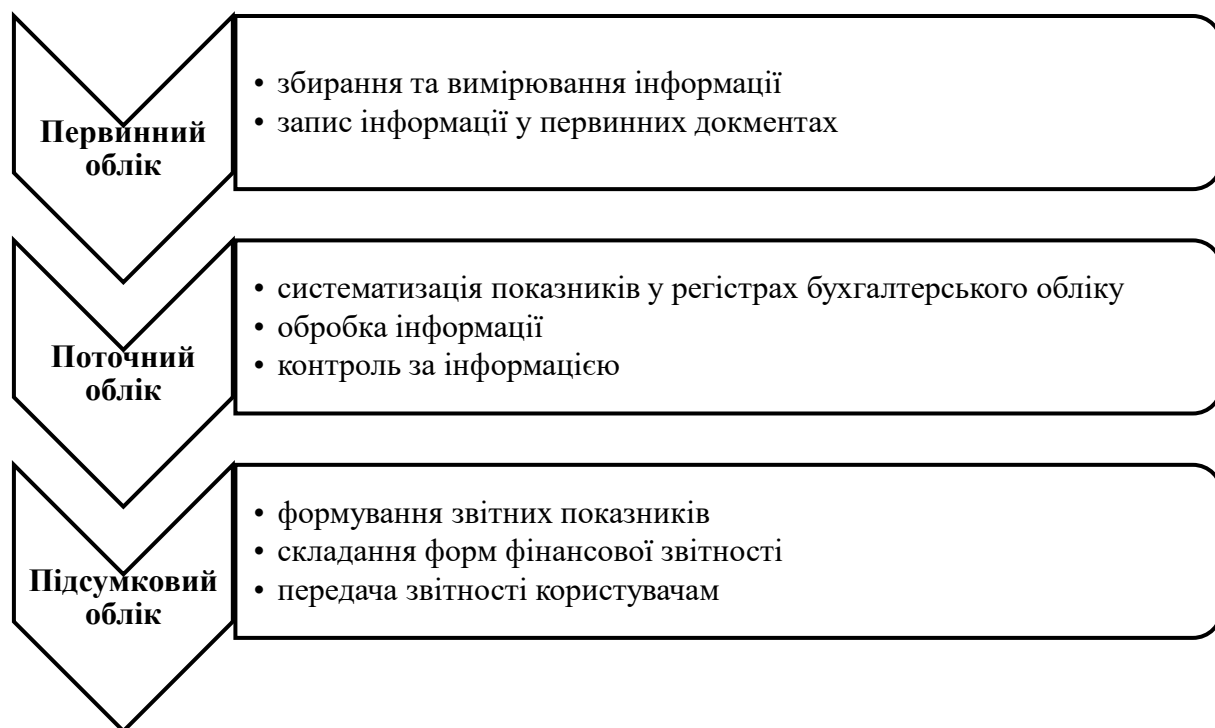 Первинний
облік
• збирання та вимірювання інформації
• запис інформації у первинних докментах
Поточний
облік
• систематизація показників у регістрах бухгалтерського обліку
• обробка інформації
• контроль за інформацією
Підсумковий
облік
• формування звітних показників
• складання форм фінансової звітності
• передача звітності користувачам